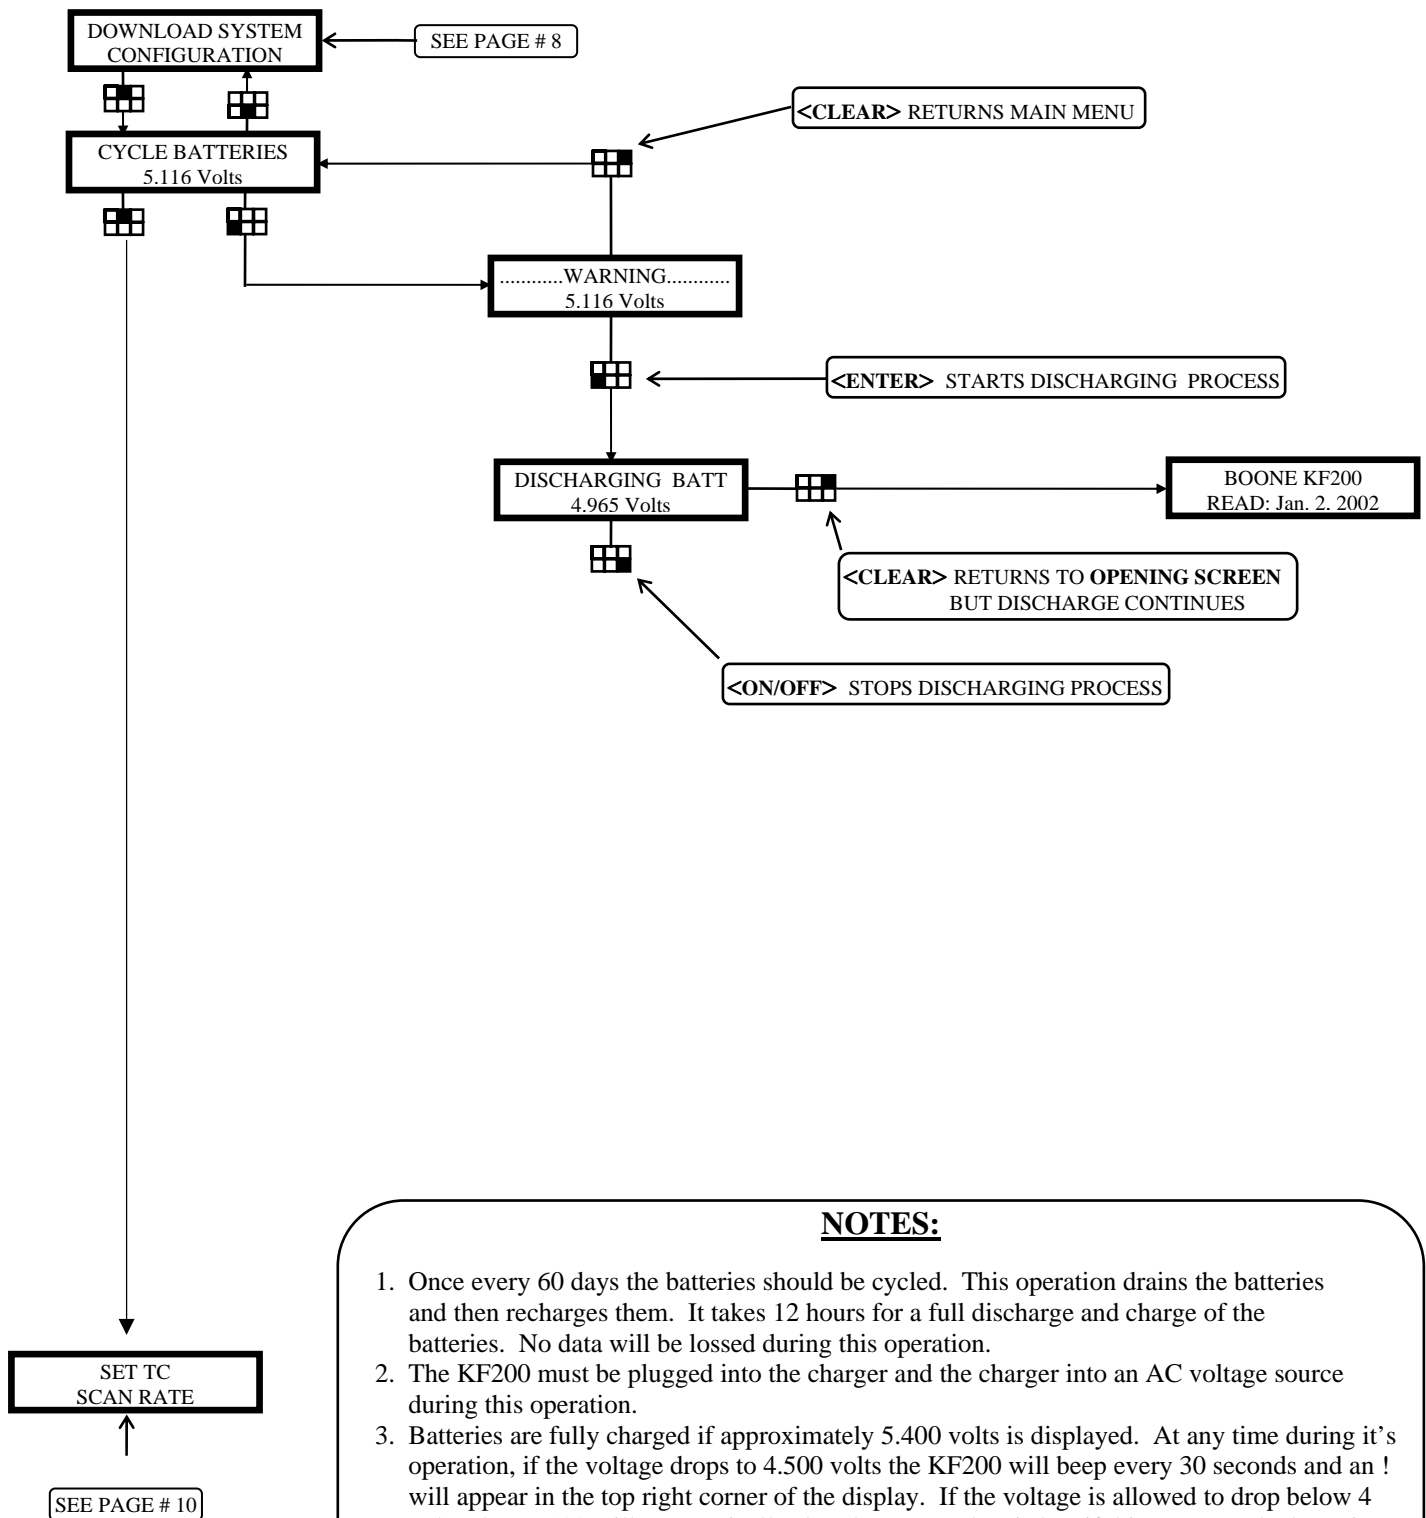 DOWNLOAD SYSTEM
CONFIGURATION
SEE PAGE # 8
<CLEAR> RETURNS MAIN MENU
CYCLE BATTERIES
5.116 Volts
............WARNING............
5.116 Volts
<ENTER> STARTS DISCHARGING PROCESS
DISCHARGING BATT
4.965 Volts
BOONE KF200
READ: Jan. 2, 2002
<CLEAR> RETURNS TO OPENING SCREEN
BUT DISCHARGE CONTINUES
<ON/OFF> STOPS DISCHARGING PROCESS
SET TC
SCAN RATE
SEE PAGE # 10
NOTES:
1. Once every 60 days the batteries should be cycled. This operation drains the batteries
and then recharges them. It takes 12 hours for a full discharge and charge of the
batteries. No data will be lossed during this operation.
2. The KF200 must be plugged into the charger and the charger into an AC voltage source
during this operation.
3. Batteries are fully charged if approximately 5.400 volts is displayed. At any time during it's
operation, if the voltage drops to 4.500 volts the KF200 will beep every 30 seconds and an !
will appear in the top right corner of the display. If the voltage is allowed to drop below 4